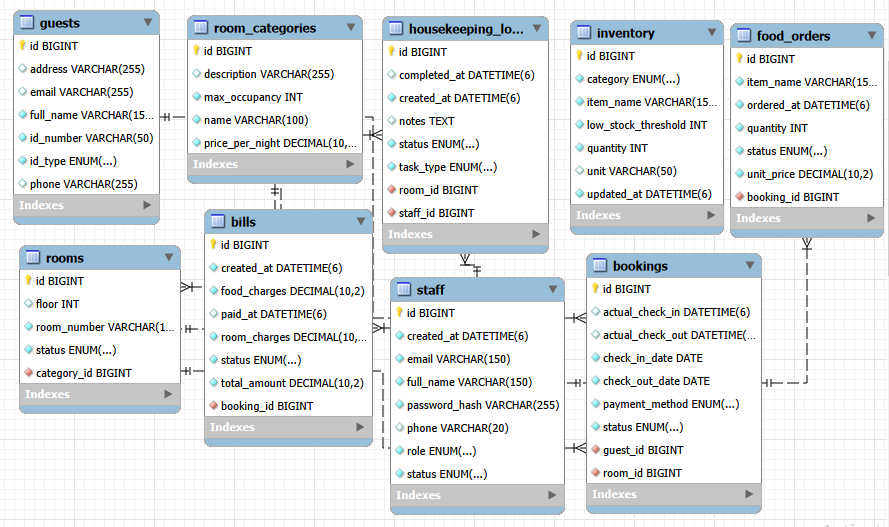 guests
id BIGINT
address VARCHAR(255)
email VARCHAR(255)
full_name VARCHAR(15...
id_number VARCHAR(50)
id_type ENUM(...)
phone VARCHAR(255)
Indexes
room_categories
id BIGINT
description VARCHAR(255)
max_occupancy INT
name VARCHAR(100)
price_per_night DECIMAL(10,...
Indexes
housekeeping_lo...
id BIGINT
completed_at DATETIME(6)
created_at DATETIME(6)
notes TEXT
status ENUM(...)
task_type ENUM(...)
room_id BIGINT
staff_id BIGINT
Indexes
inventory
id BIGINT
category ENUM(...)
item_name VARCHAR(15...
low_stock_threshold INT
quantity INT
unit VARCHAR(50)
updated_at DATETIME(6)
Indexes
food_orders
id BIGINT
item_name VARCHAR(15...
ordered_at DATETIME(6)
quantity INT
status ENUM(...)
unit_price DECIMAL(10,2)
booking_id BIGINT
Indexes
rooms
id BIGINT
floor INT
room_number VARCHAR(1...
status ENUM(...)
category_id BIGINT
Indexes
bills
id BIGINT
created_at DATETIME(6)
food_charges DECIMAL(10,2)
paid_at DATETIME(6)
room_charges DECIMAL(10,...
status ENUM(...)
total_amount DECIMAL(10,2)
booking_id BIGINT
Indexes
staff
id BIGINT
created_at DATETIME(6)
email VARCHAR(150)
full_name VARCHAR(150)
password_hash VARCHAR(255)
phone VARCHAR(20)
role ENUM(...)
status ENUM(...)
Indexes
bookings
id BIGINT
actual_check_in DATETIME(6)
actual_check_out DATETIME(...
check_in_date DATE
check_out_date DATE
payment_method ENUM(...)
status ENUM(...)
guest_id BIGINT
room_id BIGINT
Indexes